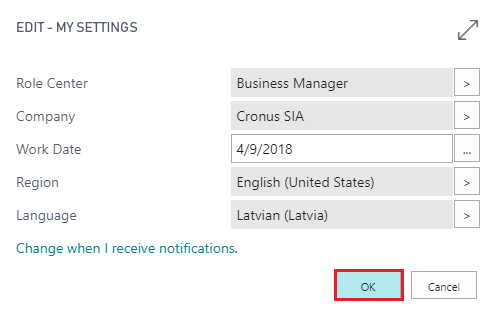 EDIT - MY SETTINGS
Role Center Business Manager >
Company Cronus SIA >
Work Date 4/9/2018 ...
Region English (United States) >
Language Latvian (Latvia) >
Change when I receive notifications.
OK Cancel